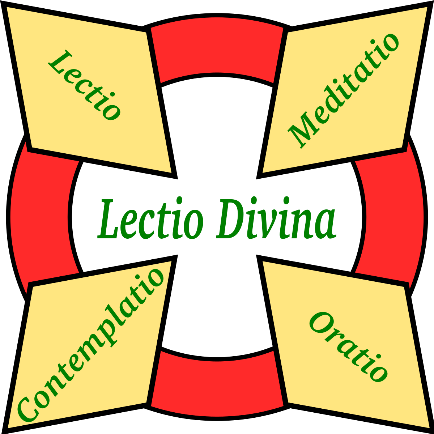 Lectio
Meditatio
Lectio Divina
Contemplatio
Oratio